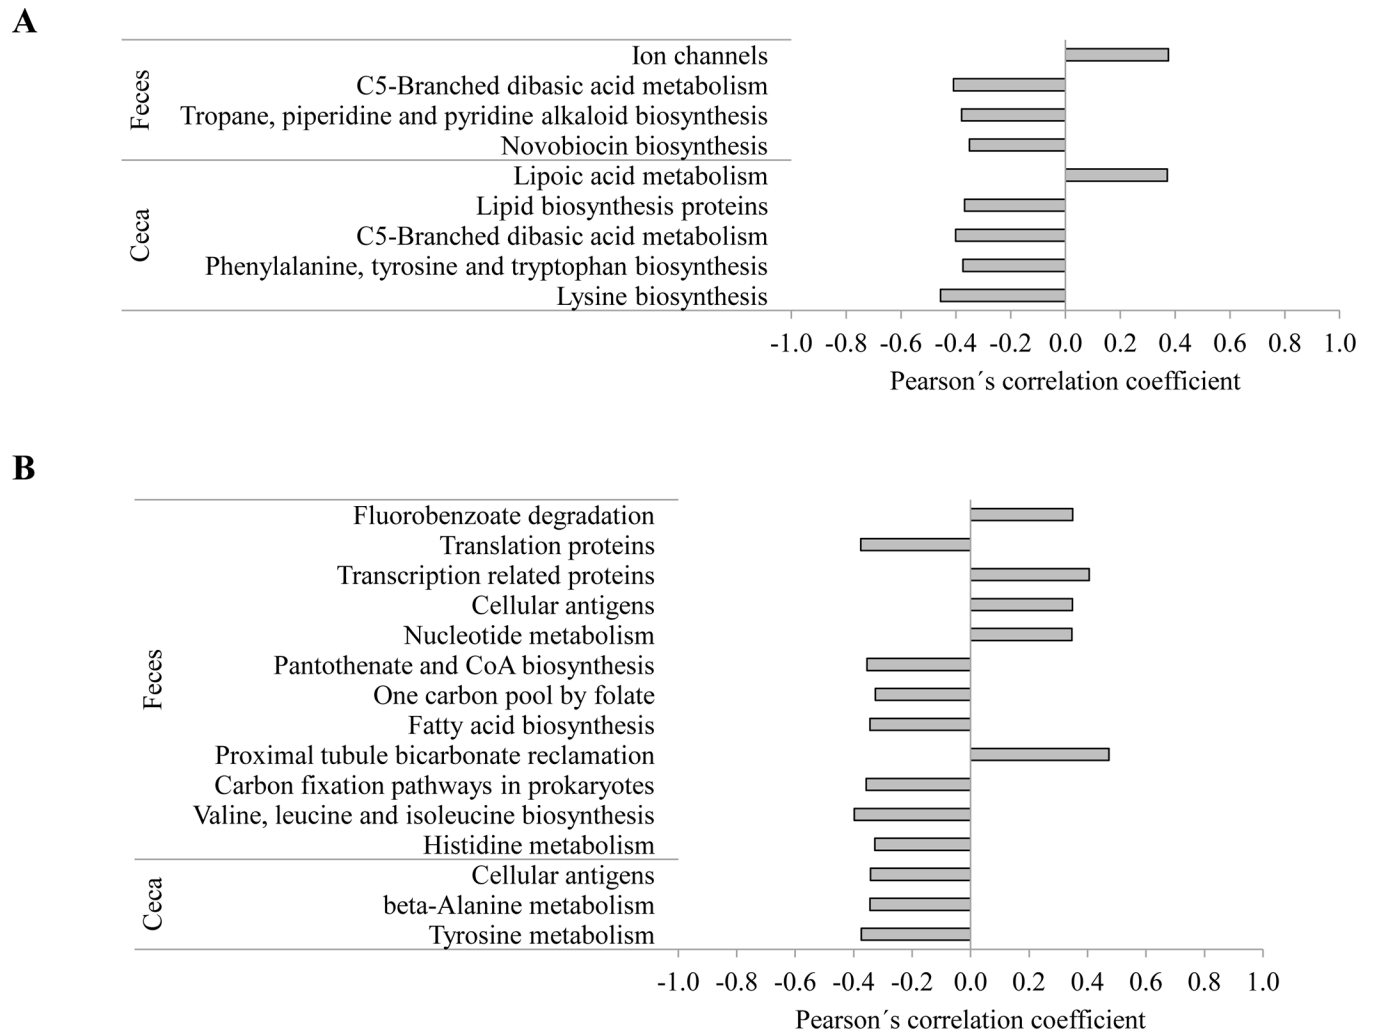 A
Feces
Ion channels
C5-Branched dibasic acid metabolism
Tropane, piperidine and pyridine alkaloid biosynthesis
Novobiocin biosynthesis
Ceca
Lipoic acid metabolism
Lipid biosynthesis proteins
C5-Branched dibasic acid metabolism
Phenylalanine, tyrosine and tryptophan biosynthesis
Lysine biosynthesis
-1.0 -0.8 -0.6 -0.4 -0.2 0.0 0.2 0.4 0.6 0.8 1.0
Pearson´s correlation coefficient
B
Feces
Fluorobenzoate degradation
Translation proteins
Transcription related proteins
Cellular antigens
Nucleotide metabolism
Pantothenate and CoA biosynthesis
One carbon pool by folate
Fatty acid biosynthesis
Proximal tubule bicarbonate reclamation
Carbon fixation pathways in prokaryotes
Valine, leucine and isoleucine biosynthesis
Histidine metabolism
Ceca
Cellular antigens
beta-Alanine metabolism
Tyrosine metabolism
-1.0 -0.8 -0.6 -0.4 -0.2 0.0 0.2 0.4 0.6 0.8 1.0
Pearson´s correlation coefficient